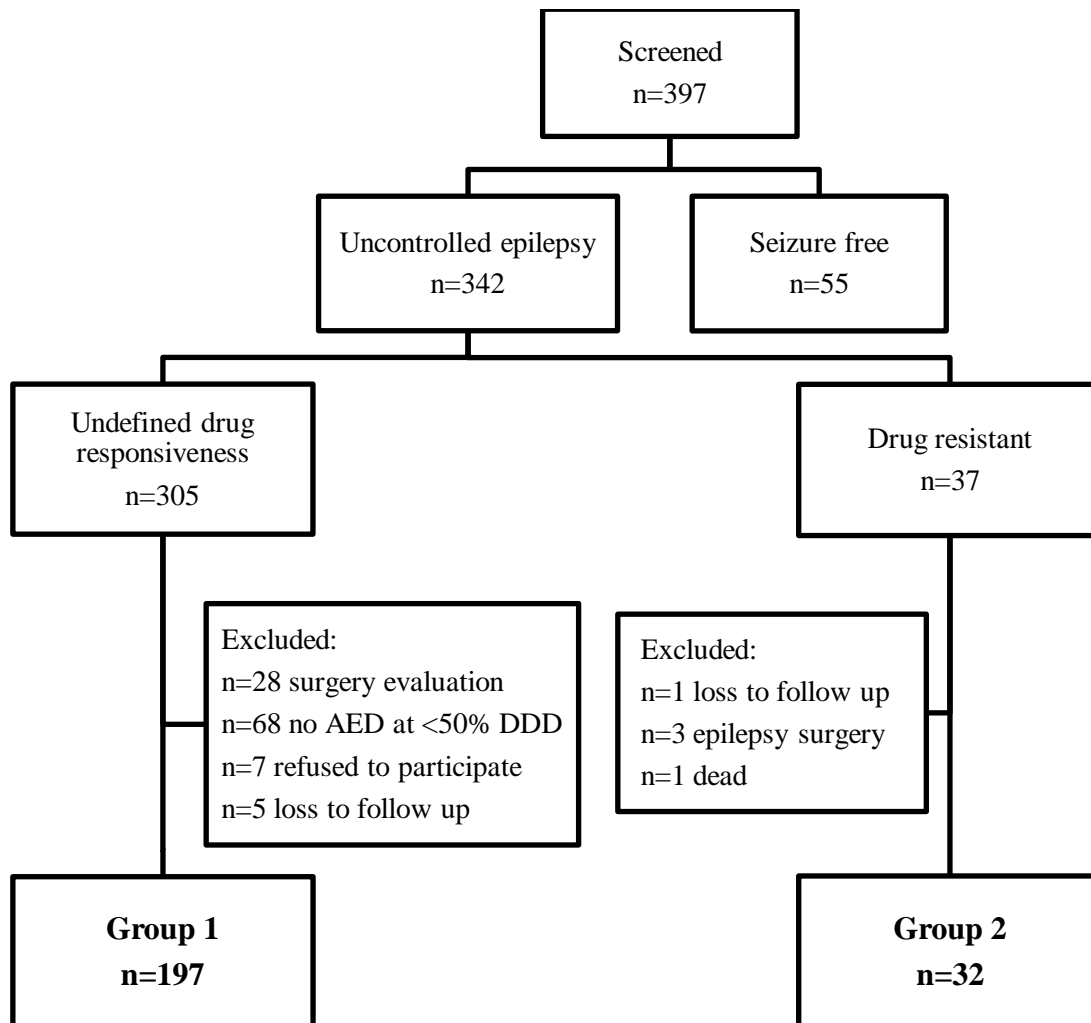 Screened
n=397
Uncontrolled epilepsy
n=342
Seizure free
n=55
Undefined drug
responsiveness
n=305
Drug resistant
n=37
Excluded:
n=28 surgery evaluation
n=68 no AED at <50% DDD
n=7 refused to participate
n=5 loss to follow up
Excluded:
n=1 loss to follow up
n=3 epilepsy surgery
n=1 dead
Group 1
n=197
Group 2
n=32